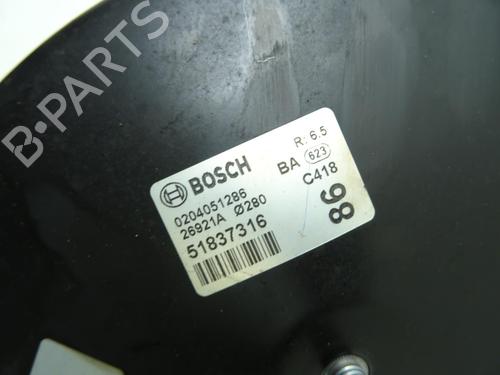 B-PARTS
BOSCH
R: 6.5
BA 623
C418
98
0204051286
26921A Ø280
51837316